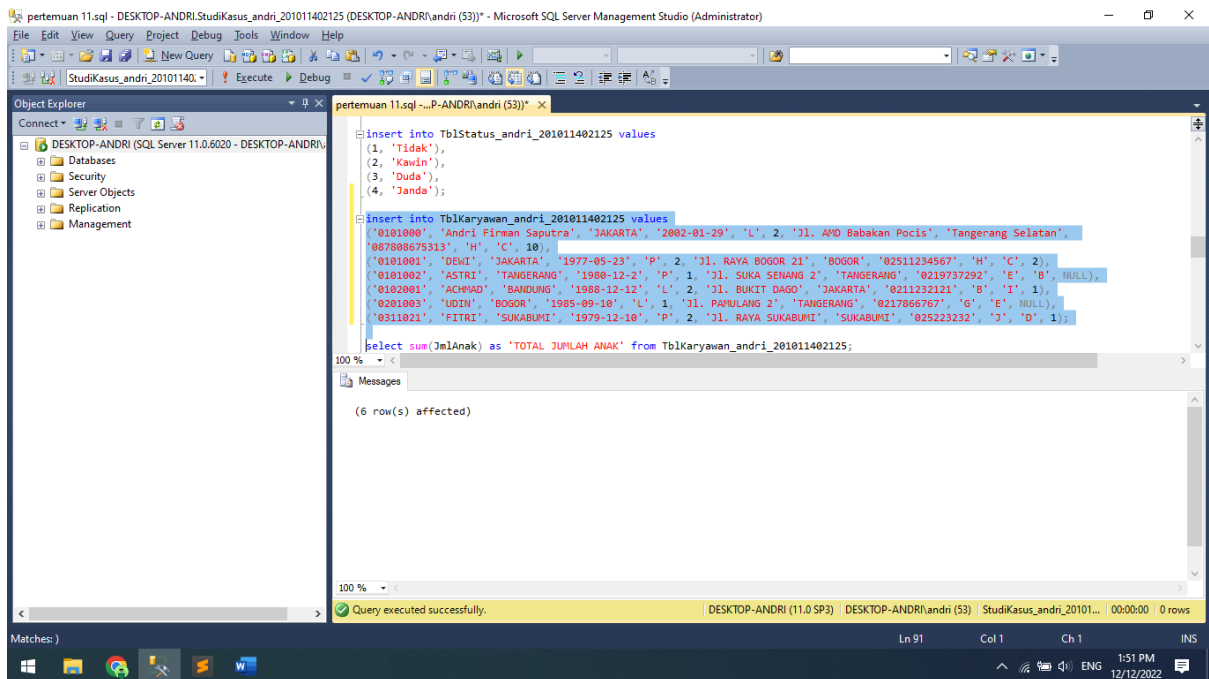 pertemuan 11.sql - DESKTOP-ANDRI.StudiKasus_andri_201011402125 (DESKTOP-ANDRI\andri (53))* - Microsoft SQL Server Management Studio (Administrator)
File Edit View Query Project Debug Tools Window Help
New Query
StudiKasus_andri_20101140; Execute Debug
Object Explorer
Connect
DESKTOP-ANDRI (SQL Server 11.0.6020 - DESKTOP-ANDRI\
Databases
Security
Server Objects
Replication
Management
pertemuan 11.sql -...P-ANDRI\andri (53))*
insert into TblStatus_andri_201011402125 values
(1, 'Tidak'),
(2, 'Kawin'),
(3, 'Duda'),
(4, 'Janda');
insert into TblKaryawan_andri_201011402125 values
('0101000', 'Andri Firman Saputra', 'JAKARTA', '2002-01-29', 'L', 2, 'Jl. AMD Babakan Pocis', 'Tangerang Selatan',
'087808675313', 'H', 'C', 10),
('0101001', 'DEWI', 'JAKARTA', '1977-05-23', 'P', 2, 'Jl. RAYA BOGOR 21', 'BOGOR', '02511234567', 'H', 'C', 2),
('0101002', 'ASTRI', 'TANGERANG', '1980-12-2', 'P', 1, 'Jl. SUKA SENANG 2', 'TANGERANG', '0219737292', 'E', 'B', NULL),
('0102001', 'ACHMAD', 'BANDUNG', '1988-12-12', 'L', 2, 'Jl. BUKIT DAGO', 'JAKARTA', '0211232121', 'B', 'I', 1),
('0201003', 'UDIN', 'BOGOR', '1985-09-10', 'L', 1, 'Jl. PAMULANG 2', 'TANGERANG', '0217866767', 'G', 'E', NULL),
('0311021', 'FITRI', 'SUKABUMI', '1979-12-10', 'P', 2, 'Jl. RAYA SUKABUMI', 'SUKABUMI', '025223232', 'J', 'D', 1);
select sum(JmlAnak) as 'TOTAL JUMLAH ANAK' from TblKaryawan_andri_201011402125;
100 %
Messages
(6 row(s) affected)
100 %
Query executed successfully. DESKTOP-ANDRI (11.0 SP3) DESKTOP-ANDRI\andri (53) StudiKasus_andri_20101... 00:00:00 0 rows
Matches: ) Ln 91 Col 1 Ch 1 INS
ENG
1:51 PM
12/12/2022